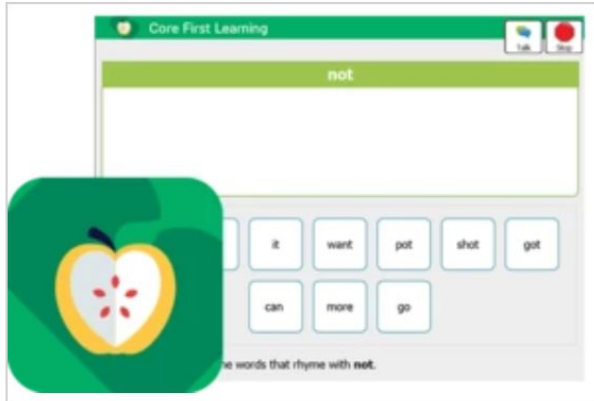 Core First Learning
Talk Stop
not
it want pot shot got
can more go
words that rhyme with not.